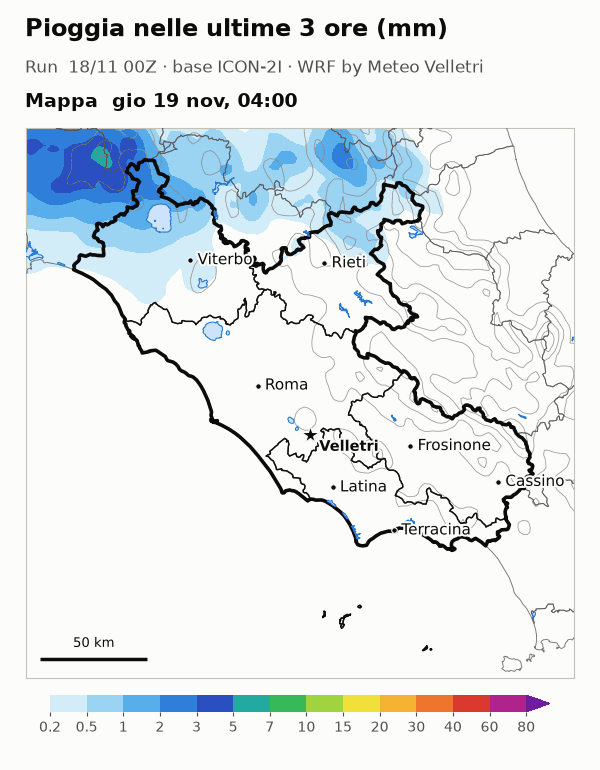 Pioggia nelle ultime 3 ore (mm)
Run  18/11 00Z · base ICON-2I · WRF by Meteo Velletri
Mappa  gio 19 nov, 04:00
Viterbo
Rieti
Roma
Velletri
Frosinone
Latina
Cassino
Terracina
50 km
0.2 0.5 1 2 3 5 7 10 15 20 30 40 60 80